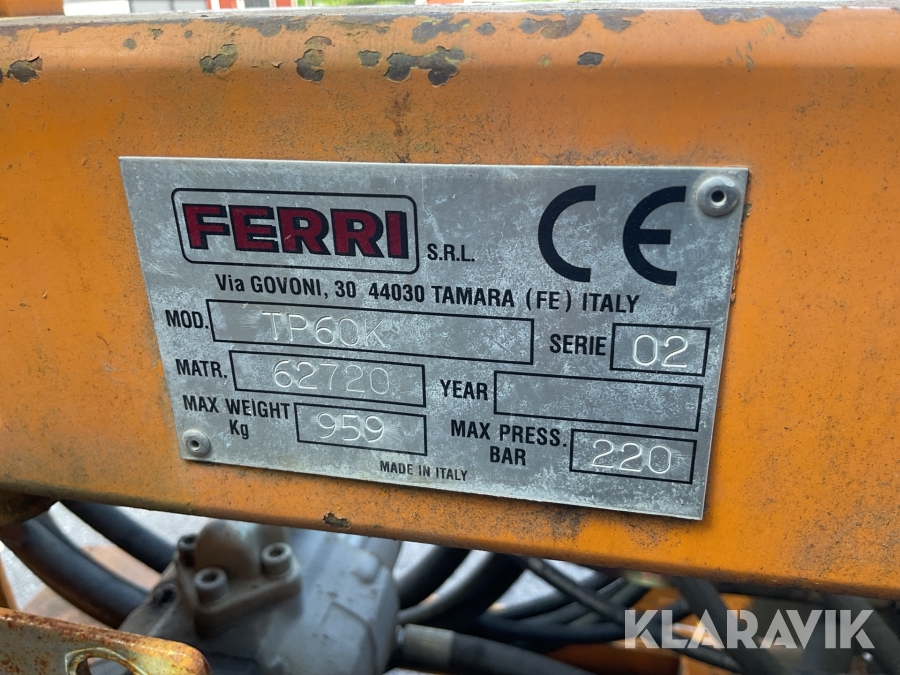 FERRI S.R.L. CE
Via GOVONI, 30 44030 TAMARA (FE) ITALY
MOD. TP60K SERIE 02
MATR. 62720 YEAR
MAX WEIGHT Kg 959 MAX PRESS. BAR 220
MADE IN ITALY
KLARAVIK